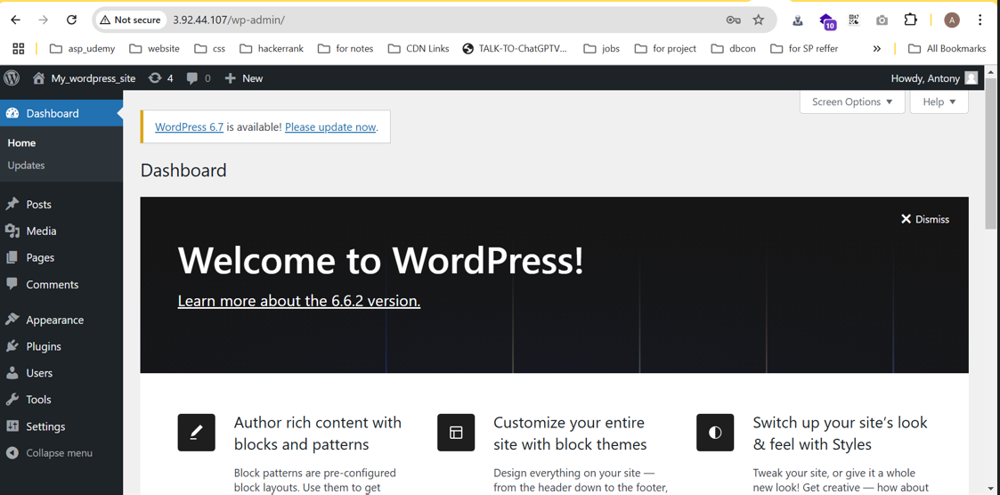 Not secure 3.92.44.107/wp-admin/
10
A
asp_udemy website css hackerrank for notes CDN Links TALK-TO-ChatGPTV... jobs for project dbcon for SP reffer » All Bookmarks
My_wordpress_site 4 0 New Howdy, Antony
Dashboard
Home
Updates
Posts
Media
Pages
Comments
Appearance
Plugins
Users
Tools
Settings
Collapse menu
Screen Options Help
WordPress 6.7 is available! Please update now.
Dashboard
Dismiss
Welcome to WordPress!
Learn more about the 6.6.2 version.
Author rich content with
blocks and patterns
Block patterns are pre-configured
block layouts. Use them to get
Customize your entire
site with block themes
Design everything on your site —
from the header down to the footer,
Switch up your site’s look
& feel with Styles
Tweak your site, or give it a whole
new look! Get creative — how about